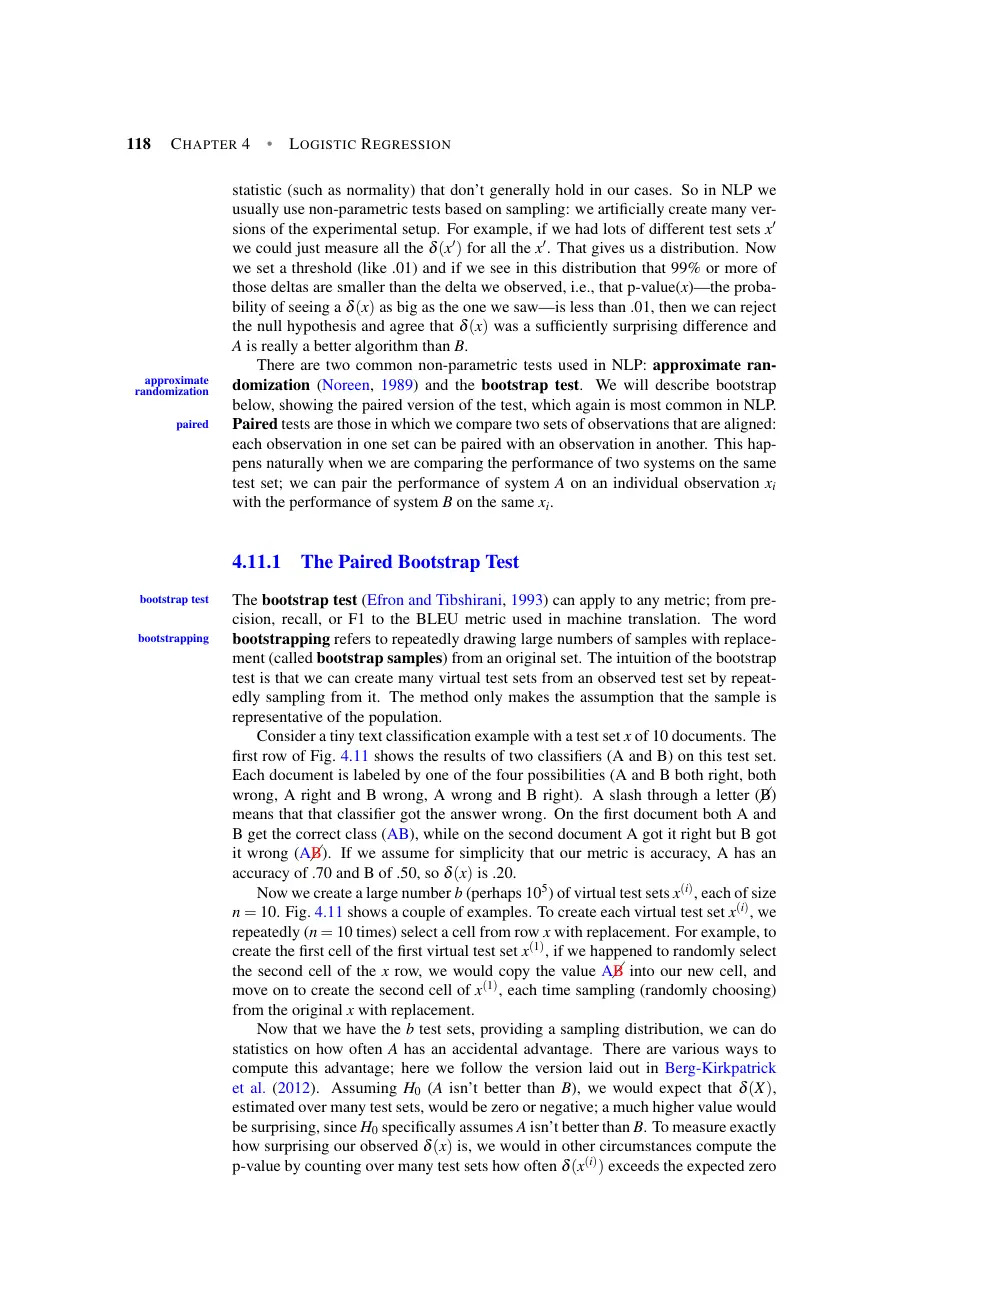 118 CHAPTER 4 • LOGISTIC REGRESSION
statistic (such as normality) that don't generally hold in our cases. So in NLP we
usually use non-parametric tests based on sampling: we artificially create many ver-
sions of the experimental setup. For example, if we had lots of different test sets x′
we could just measure all the δ(x′) for all the x′. That gives us a distribution. Now
we set a threshold (like .01) and if we see in this distribution that 99% or more of
those deltas are smaller than the delta we observed, i.e., that p-value(x)—the proba-
bility of seeing a δ(x) as big as the one we saw—is less than .01, then we can reject
the null hypothesis and agree that δ(x) was a sufficiently surprising difference and
A is really a better algorithm than B.
There are two common non-parametric tests used in NLP: approximate ran-
approximate
randomization
domization (Noreen, 1989) and the bootstrap test. We will describe bootstrap
below, showing the paired version of the test, which again is most common in NLP.
paired
Paired tests are those in which we compare two sets of observations that are aligned:
each observation in one set can be paired with an observation in another. This hap-
pens naturally when we are comparing the performance of two systems on the same
test set; we can pair the performance of system A on an individual observation xᵢ
with the performance of system B on the same xᵢ.
4.11.1 The Paired Bootstrap Test
bootstrap test
The bootstrap test (Efron and Tibshirani, 1993) can apply to any metric; from pre-
cision, recall, or F1 to the BLEU metric used in machine translation. The word
bootstrapping
bootstrapping refers to repeatedly drawing large numbers of samples with replace-
ment (called bootstrap samples) from an original set. The intuition of the bootstrap
test is that we can create many virtual test sets from an observed test set by repeat-
edly sampling from it. The method only makes the assumption that the sample is
representative of the population.
Consider a tiny text classification example with a test set x of 10 documents. The
first row of Fig. 4.11 shows the results of two classifiers (A and B) on this test set.
Each document is labeled by one of the four possibilities (A and B both right, both
wrong, A right and B wrong, A wrong and B right). A slash through a letter (B̸)
means that that classifier got the answer wrong. On the first document both A and
B get the correct class (AB), while on the second document A got it right but B got
it wrong (AB̸). If we assume for simplicity that our metric is accuracy, A has an
accuracy of .70 and B of .50, so δ(x) is .20.
Now we create a large number b (perhaps 10⁵) of virtual test sets x⁽ⁱ⁾, each of size
n = 10. Fig. 4.11 shows a couple of examples. To create each virtual test set x⁽ⁱ⁾, we
repeatedly (n = 10 times) select a cell from row x with replacement. For example, to
create the first cell of the first virtual test set x⁽¹⁾, if we happened to randomly select
the second cell of the x row, we would copy the value AB̸ into our new cell, and
move on to create the second cell of x⁽¹⁾, each time sampling (randomly choosing)
from the original x with replacement.
Now that we have the b test sets, providing a sampling distribution, we can do
statistics on how often A has an accidental advantage. There are various ways to
compute this advantage; here we follow the version laid out in Berg-Kirkpatrick
et al. (2012). Assuming H₀ (A isn't better than B), we would expect that δ(X),
estimated over many test sets, would be zero or negative; a much higher value would
be surprising, since H₀ specifically assumes A isn't better than B. To measure exactly
how surprising our observed δ(x) is, we would in other circumstances compute the
p-value by counting over many test sets how often δ(x⁽ⁱ⁾) exceeds the expected zero